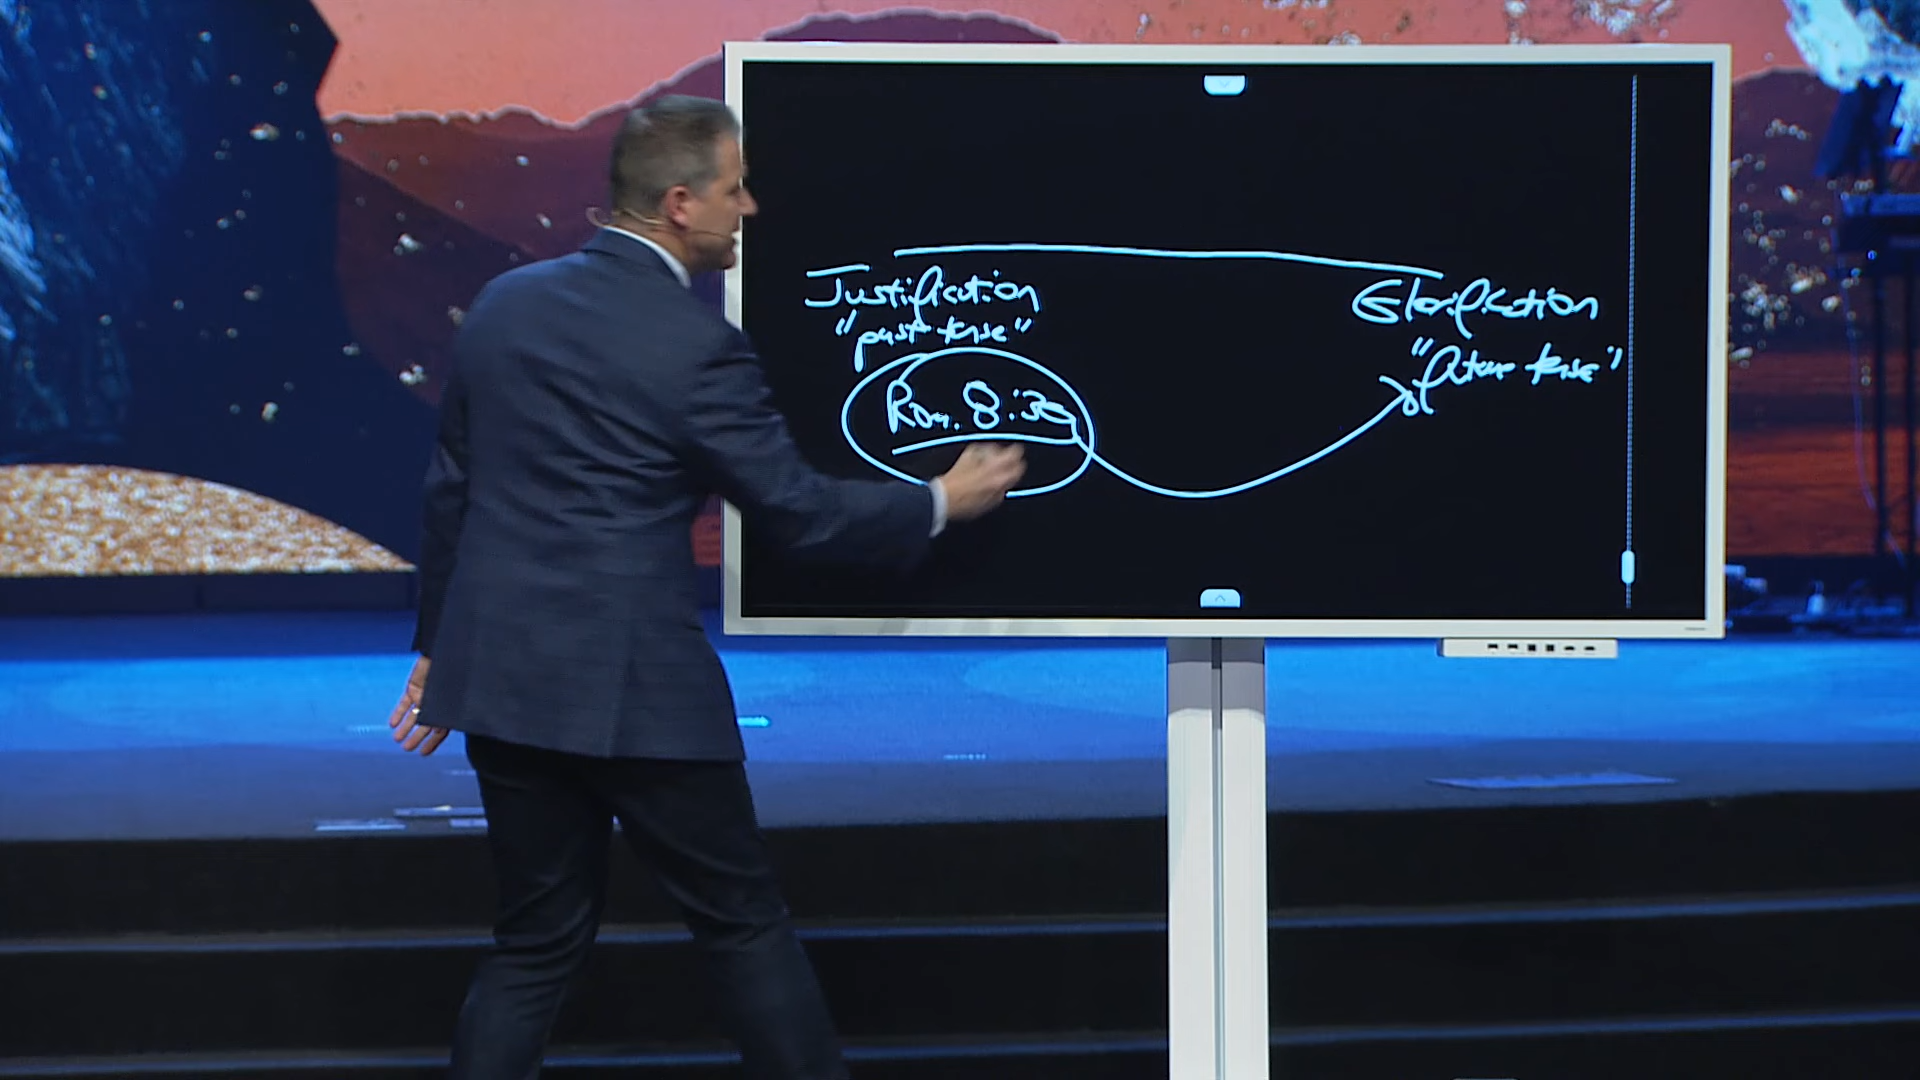 Justification
"past tense"
Rom. 8:30
Glorification
"future tense"